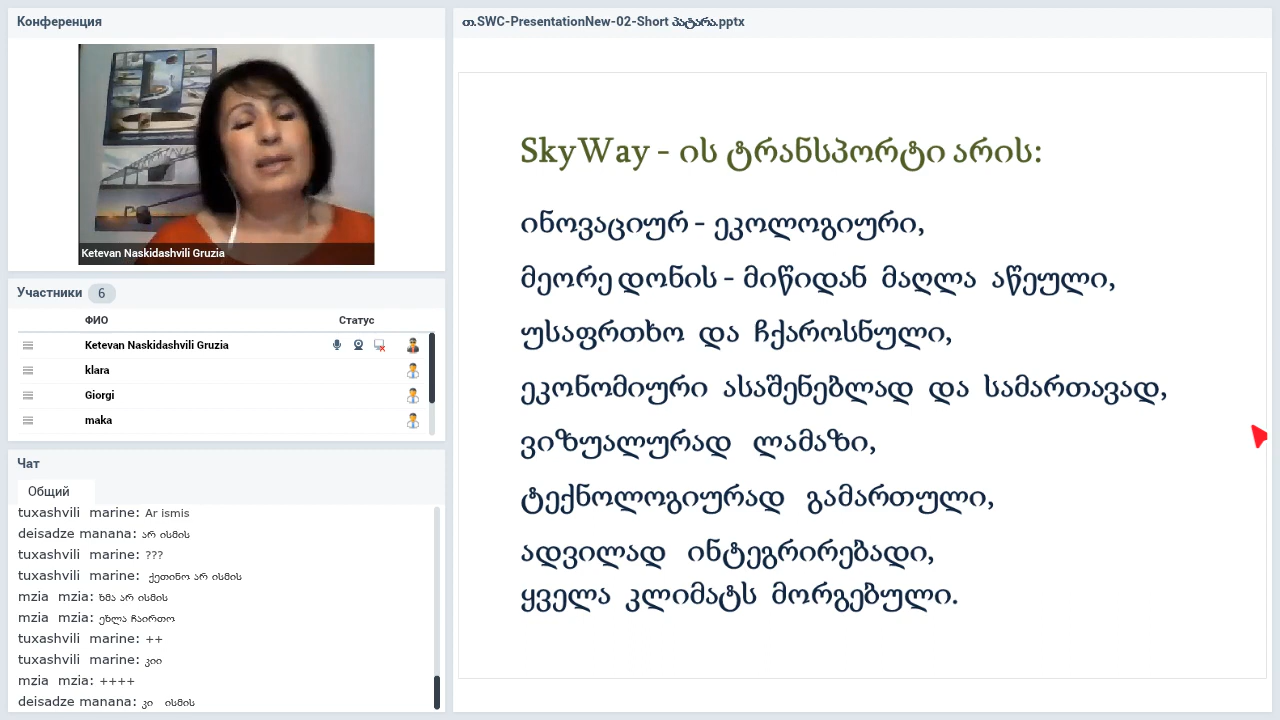 Конференция
Ketevan Naskidashvili Gruzia
Участники 6
ФИО Статус
Ketevan Naskidashvili Gruzia
klara
Giorgi
maka
Чат
Общий
tuxashvili marine: Ar ismis
deisadze manana: არ ისმის
tuxashvili marine: ???
tuxashvili marine: ქეთინო არ ისმის
mzia mzia: ხმა არ ისმის
mzia mzia: ეხლა ჩაირთო
tuxashvili marine: ++
tuxashvili marine: კიი
mzia mzia: ++++
deisadze manana: კი ისმის
თ.SWC-PresentationNew-02-Short პატარა.pptx
SkyWay - ის ტრანსპორტი არის:
ინოვაციურ - ეკოლოგიური,
მეორე დონის - მიწიდან მაღლა აწეული,
უსაფრთხო და ჩქაროსნული,
ეკონომიური ასაშენებლად და სამართავად,
ვიზუალურად ლამაზი,
ტექნოლოგიურად გამართული,
ადვილად ინტეგრირებადი,
ყველა კლიმატს მორგებული.